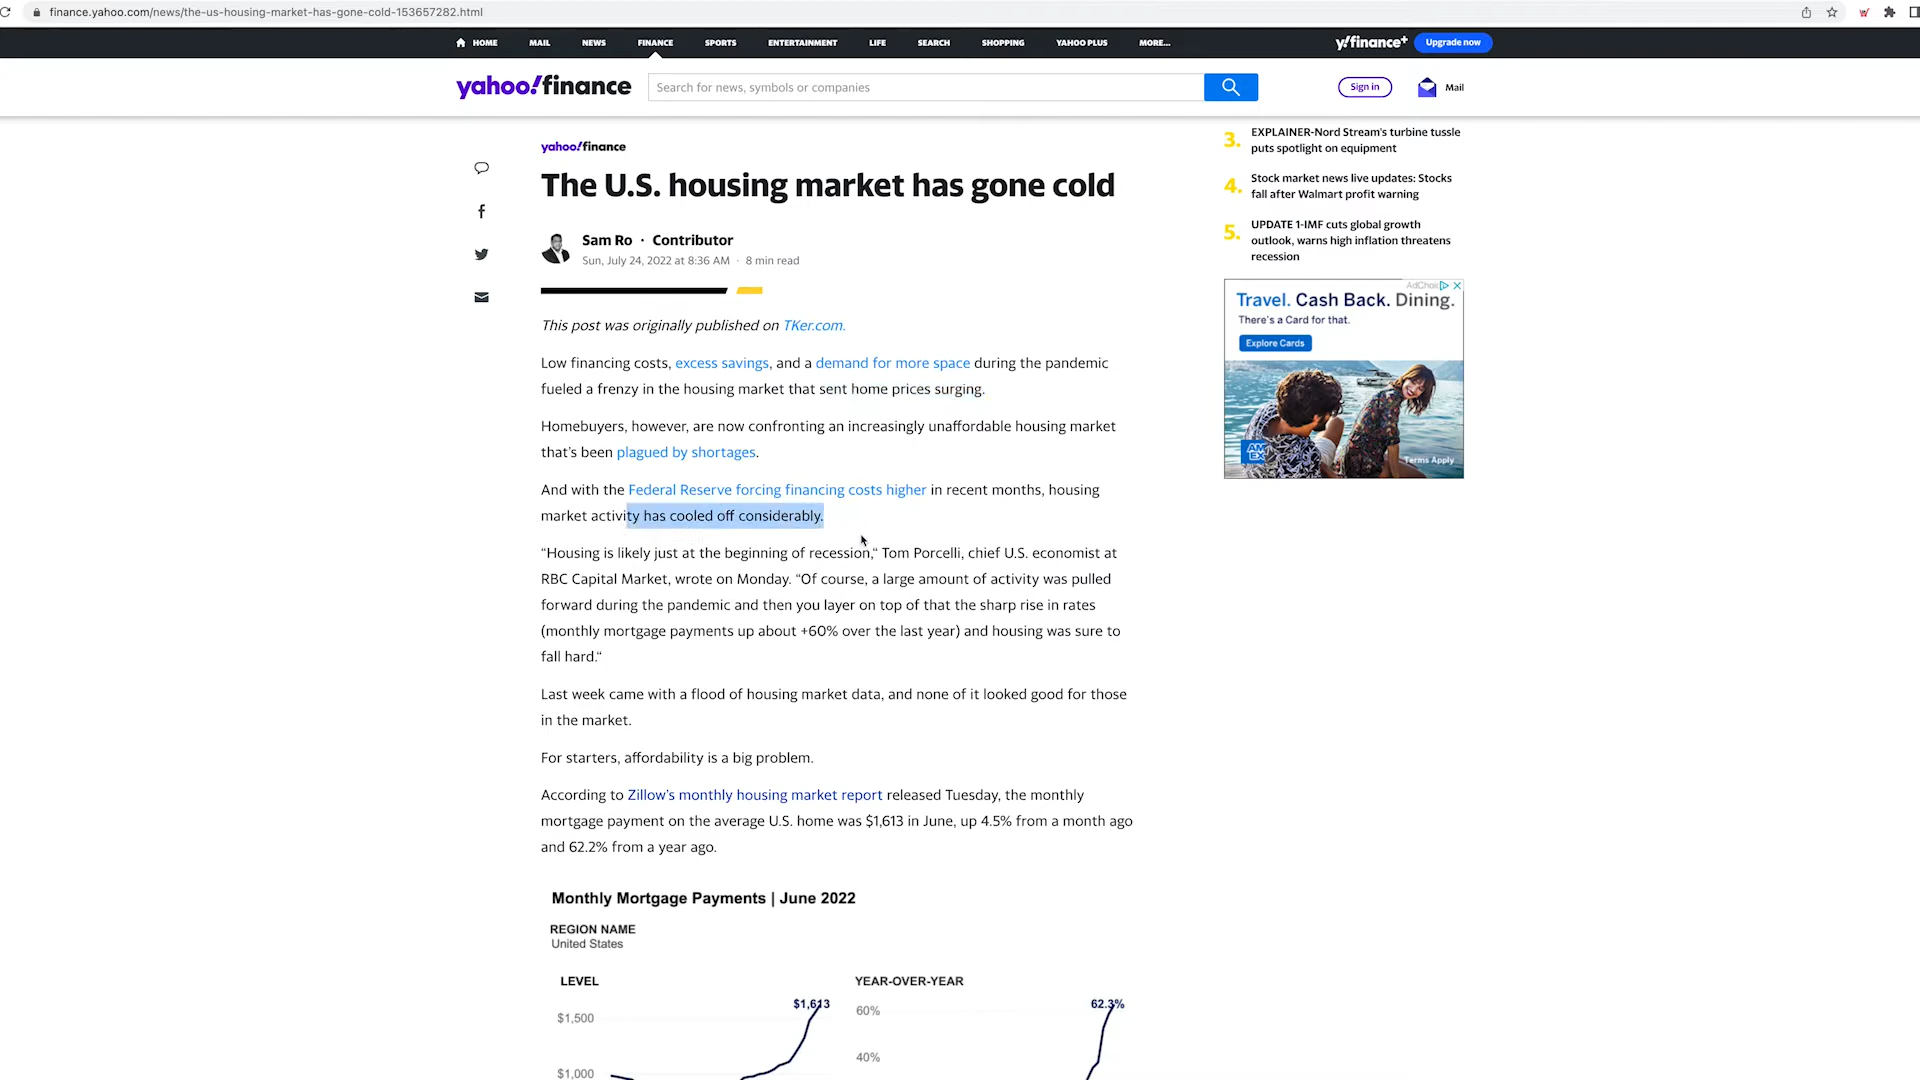 finance.yahoo.com/news/the-us-housing-market-has-gone-cold-153657282.html
HOME MAIL NEWS FINANCE SPORTS ENTERTAINMENT LIFE SEARCH SHOPPING YAHOO PLUS MORE... y!finance+ Upgrade now
yahoo!finance Search for news, symbols or companies Sign in Mail
yahoo!finance
The U.S. housing market has gone cold
Sam Ro · Contributor
Sun, July 24, 2022 at 8:36 AM · 8 min read
This post was originally published on TKer.com.
Low financing costs, excess savings, and a demand for more space during the pandemic
fueled a frenzy in the housing market that sent home prices surging.
Homebuyers, however, are now confronting an increasingly unaffordable housing market
that's been plagued by shortages.
And with the Federal Reserve forcing financing costs higher in recent months, housing
market activity has cooled off considerably.
“Housing is likely just at the beginning of recession,“ Tom Porcelli, chief U.S. economist at
RBC Capital Market, wrote on Monday. “Of course, a large amount of activity was pulled
forward during the pandemic and then you layer on top of that the sharp rise in rates
(monthly mortgage payments up about +60% over the last year) and housing was sure to
fall hard.“
Last week came with a flood of housing market data, and none of it looked good for those
in the market.
For starters, affordability is a big problem.
According to Zillow's monthly housing market report released Tuesday, the monthly
mortgage payment on the average U.S. home was $1,613 in June, up 4.5% from a month ago
and 62.2% from a year ago.
Monthly Mortgage Payments | June 2022
REGION NAME
United States
LEVEL
$1,613
$1,500
$1,000
YEAR-OVER-YEAR
62.3%
60%
40%
3. EXPLAINER-Nord Stream's turbine tussle
puts spotlight on equipment
4. Stock market news live updates: Stocks
fall after Walmart profit warning
5. UPDATE 1-IMF cuts global growth
outlook, warns high inflation threatens
recession
AdChoic
Travel. Cash Back. Dining.
There's a Card for that.
Explore Cards
AM
EX
Terms Apply